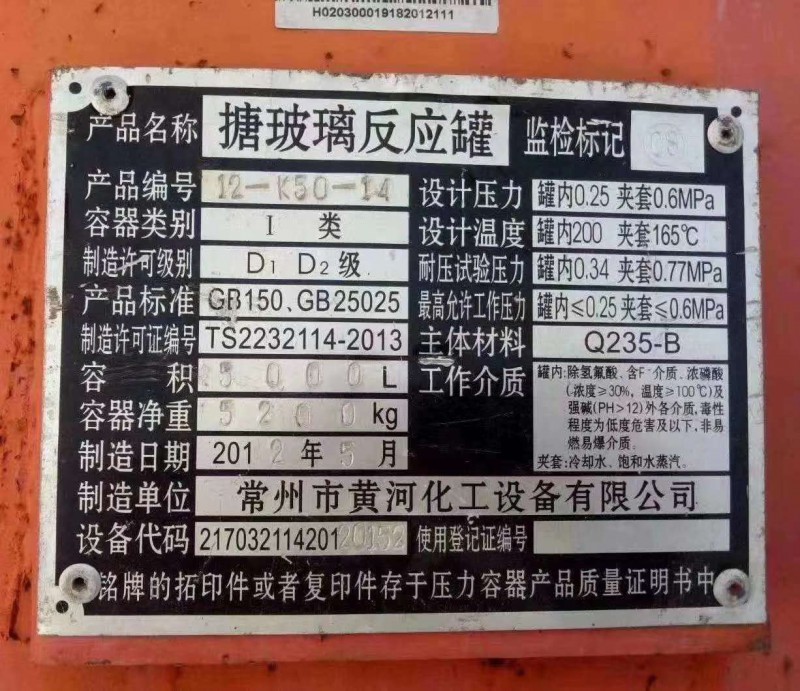 H020300019182012111
产品名称 搪玻璃反应罐 监检标记
产品编号 12-K50-14 设计压力 罐内0.25 夹套0.6MPa
容器类别 I 类 设计温度 罐内200 夹套165℃
制造许可级别 D1 D2 级 耐压试验压力 罐内0.34 夹套0.77MPa
产品标准 GB150、GB25025 最高允许工作压力 罐内≤0.25 夹套≤0.6MPa
制造许可证编号 TS2232114-2013 主体材料 Q235-B
容积 5000 L 工作介质 罐内:除氢氟酸、含F⁻介质、浓磷酸
(浓度≥30%,温度≥100℃)及
强碱(PH>12)外各介质,毒性
程度为低度危害及以下,非易
燃易爆介质。
夹套:冷却水、饱和水蒸汽。
容器净重 5200 kg
制造日期 2012年5月
制造单位 常州市黄河化工设备有限公司
设备代码 21703211420120152 使用登记证编号
铭牌的拓印件或者复印件存于压力容器产品质量证明书中